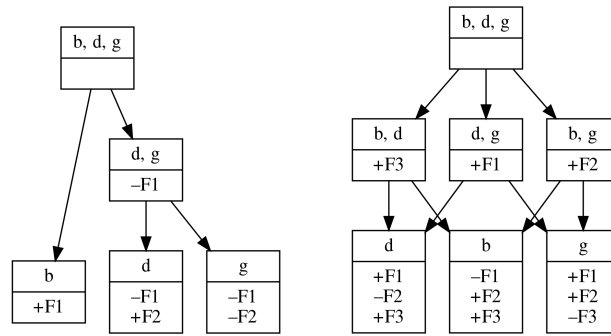 b, d, g
d, g
–F1
b
+F1
d
–F1
+F2
g
–F1
–F2
b, d, g
b, d
+F3
d, g
+F1
b, g
+F2
d
+F1
–F2
+F3
b
–F1
+F2
+F3
g
+F1
+F2
–F3